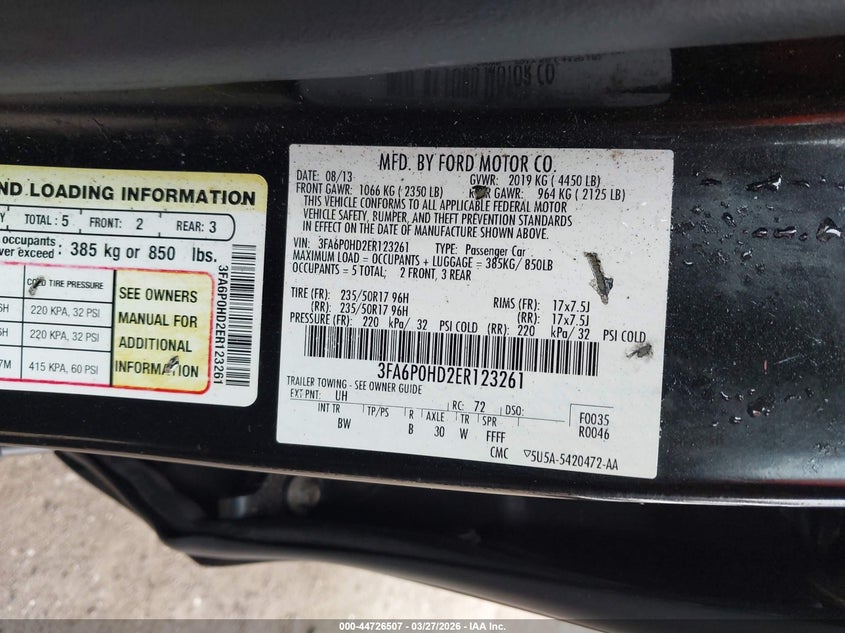 MOTOR CO
MFD. BY FORD MOTOR CO.
DATE: 08/13 GVWR: 2019 KG ( 4450 LB)
FRONT GAWR: 1066 KG ( 2350 LB) GAWR: 964 KG ( 2125 LB)
THIS VEHICLE CONFORMS TO ALL APPLICABLE FEDERAL MOTOR
VEHICLE SAFETY, BUMPER, AND THEFT PREVENTION STANDARDS
IN EFFECT ON THE DATE OF MANUFACTURE SHOWN ABOVE.
VIN: 3FA6P0HD2ER123261 TYPE: Passenger Car
MAXIMUM LOAD = OCCUPANTS + LUGGAGE = 385KG/ 850LB
OCCUPANTS = 5 TOTAL; 2 FRONT, 3 REAR
TIRE (FR): 235/50R17 96H RIMS (FR): 17x7.5J
(RR): 235/50R17 96H (RR): 17x7.5J
PRESSURE (FR): 220 kPa/ 32 PSI COLD (RR): 220 kPa/ 32 PSI COLD
3FA6P0HD2ER123261
TRAILER TOWING - SEE OWNER GUIDE
EXT PNT: UH RC: 72 DSO: F0035
INT TR TP/PS R AXLE TR SPR R0046
BW B 30 W FFFF
CMC ▽5U5A-5420472-AA
ND LOADING INFORMATION
Y TOTAL : 5 FRONT: 2 REAR: 3
occupants
ver exceed : 385 kg or 850 lbs.
COLD TIRE PRESSURE
6H 220 KPA, 32 PSI
6H 220 KPA, 32 PSI
7M 415 KPA, 60 PSI
SEE OWNERS
MANUAL FOR
ADDITIONAL
INFORMATION
3FA6P0HD2ER123261
000-44726507 — 03/27/2026 — IAA Inc.